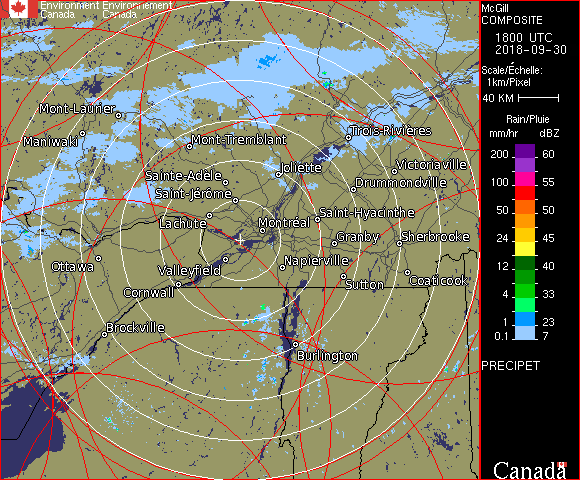 Environment Environnement
Canada Canada
McGill
COMPOSITE
1800 UTC
2018-09-30
Scale/Échelle:
1km/Pixel
40 KM
Rain/Pluie
mm/hr dBZ
200 60
100 55
50 50
24 45
12 40
4 33
1 23
0.1 7
PRECIPET
Canada
Mont-Laurier
Maniwaki
Mont-Tremblant
Trois-Rivières
Joliette
Victoriaville
Sainte-Adèle
Drummondville
Saint-Jérôme
Saint-Hyacinthe
Lachute
Montréal
Granby
Sherbrooke
Ottawa
Valleyfield
Napierville
Sutton
Coaticook
Cornwall
Brockville
Burlington